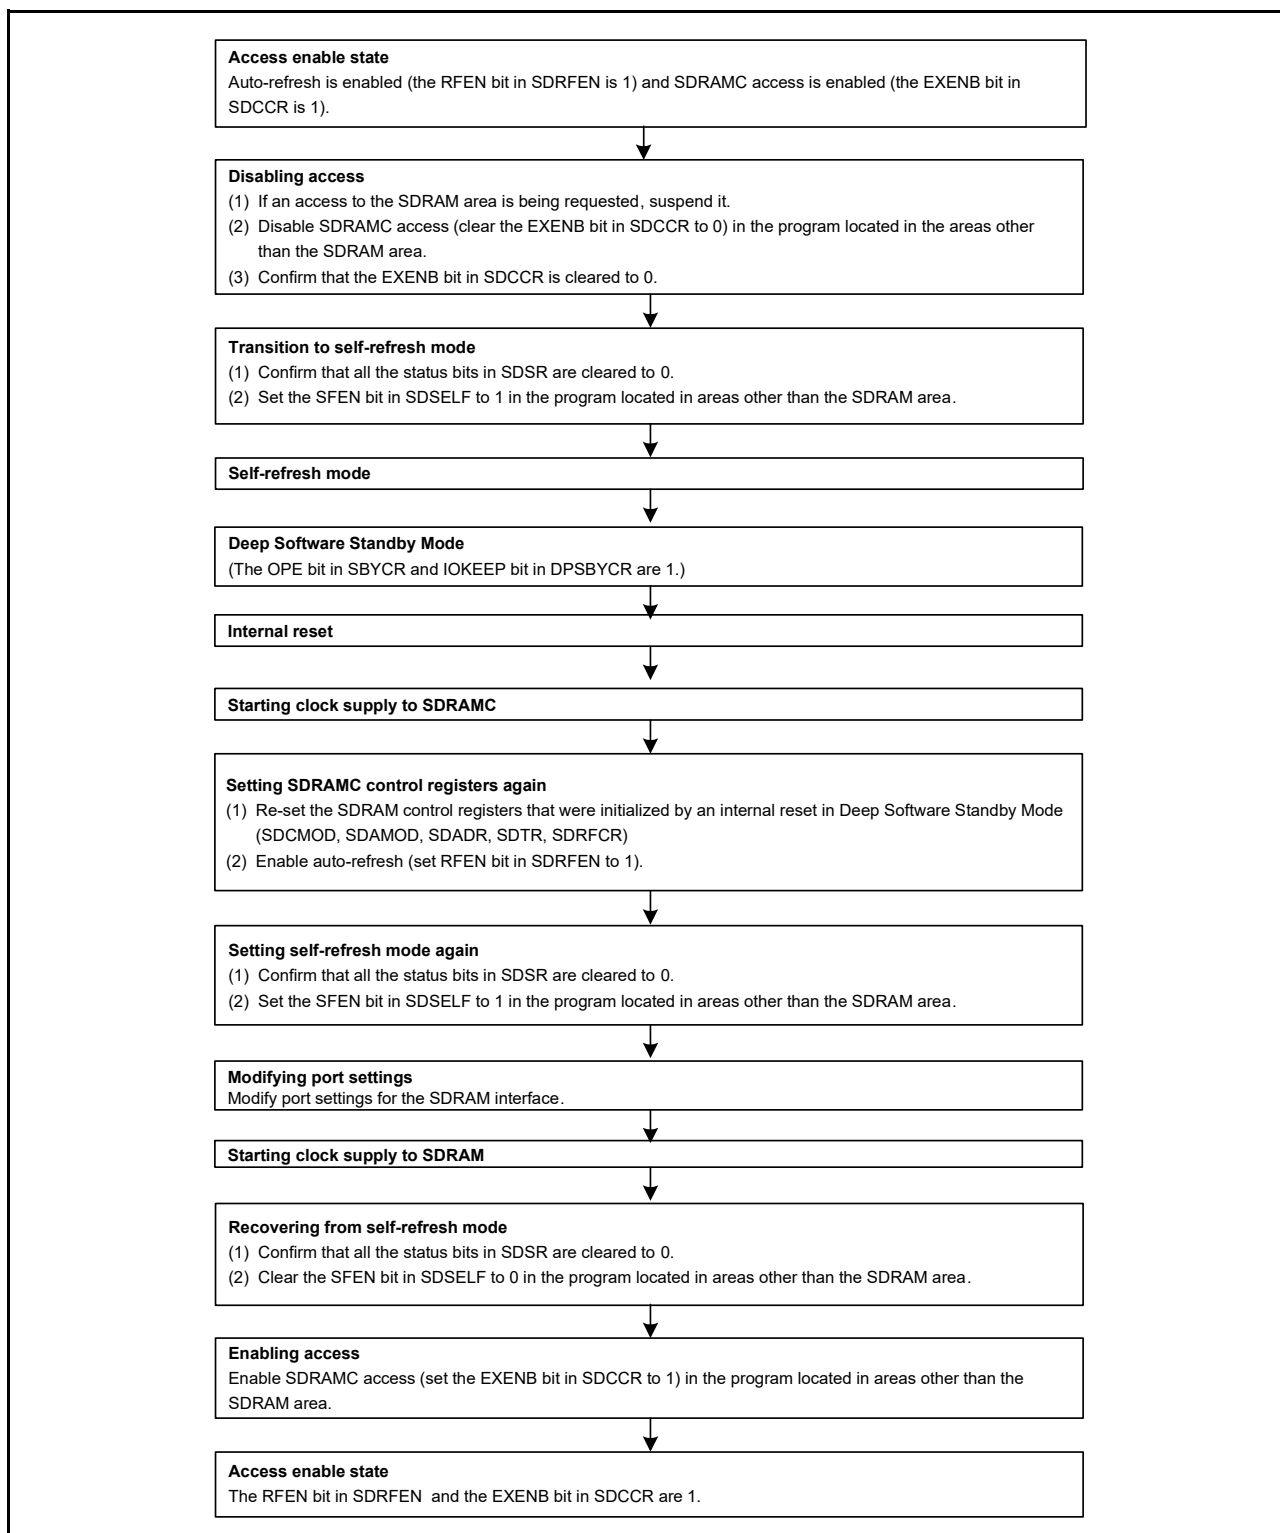 Access enable state
Auto-refresh is enabled (the RFEN bit in SDRFEN is 1) and SDRAMC access is enabled (the EXENB bit in
SDCCR is 1).
Disabling access
(1) If an access to the SDRAM area is being requested, suspend it.
(2) Disable SDRAMC access (clear the EXENB bit in SDCCR to 0) in the program located in the areas other
than the SDRAM area.
(3) Confirm that the EXENB bit in SDCCR is cleared to 0.
Transition to self-refresh mode
(1) Confirm that all the status bits in SDSR are cleared to 0.
(2) Set the SFEN bit in SDSELF to 1 in the program located in areas other than the SDRAM area.
Self-refresh mode
Deep Software Standby Mode
(The OPE bit in SBYCR and IOKEEP bit in DPSBYCR are 1.)
Internal reset
Starting clock supply to SDRAMC
Setting SDRAMC control registers again
(1) Re-set the SDRAM control registers that were initialized by an internal reset in Deep Software Standby Mode
(SDCMOD, SDAMOD, SDADR, SDTR, SDRFCR)
(2) Enable auto-refresh (set RFEN bit in SDRFEN to 1).
Setting self-refresh mode again
(1) Confirm that all the status bits in SDSR are cleared to 0.
(2) Set the SFEN bit in SDSELF to 1 in the program located in areas other than the SDRAM area.
Modifying port settings
Modify port settings for the SDRAM interface.
Starting clock supply to SDRAM
Recovering from self-refresh mode
(1) Confirm that all the status bits in SDSR are cleared to 0.
(2) Clear the SFEN bit in SDSELF to 0 in the program located in areas other than the SDRAM area.
Enabling access
Enable SDRAMC access (set the EXENB bit in SDCCR to 1) in the program located in areas other than the
SDRAM area.
Access enable state
The RFEN bit in SDRFEN and the EXENB bit in SDCCR are 1.